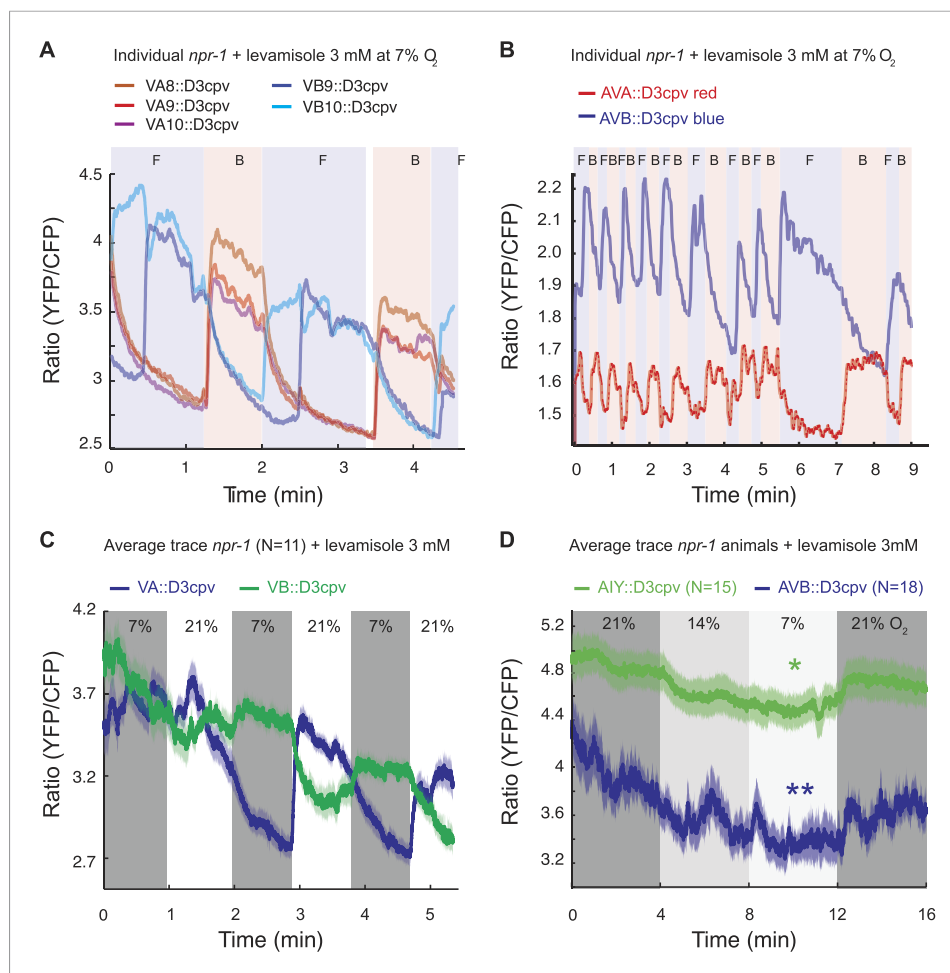 A
Individual npr-1 + levamisole 3 mM at 7% O2
VA8::D3cpv
VA9::D3cpv
VA10::D3cpv
VB9::D3cpv
VB10::D3cpv
F B F B F
4.5
4
3.5
3
2.5
Ratio (YFP/CFP)
0 1 2 3 4
Time (min)
B
Individual npr-1 + levamisole 3 mM at 7% O2
AVA::D3cpv red
AVB::D3cpv blue
F B F B F B F B F B F B F B F B F B F B
2.2
2.1
2.0
1.9
1.8
1.7
1.6
1.5
Ratio (YFP/CFP)
0 1 2 3 4 5 6 7 8 9
Time (min)
C
Average trace npr-1 (N=11) + levamisole 3 mM
VA::D3cpv
VB::D3cpv
7% 21% 7% 21% 7% 21%
4.2
3.7
3.2
2.7
Ratio (YFP/CFP)
0 1 2 3 4 5
Time (min)
D
Average trace npr-1 animals + levamisole 3mM
AIY::D3cpv (N=15)
AVB::D3cpv (N=18)
21% 14% 7% 21% O2
5.2
4.8
4.4
4.0
3.6
3.2
Ratio (YFP/CFP)
*
**
0 4 8 12 16
Time (min)